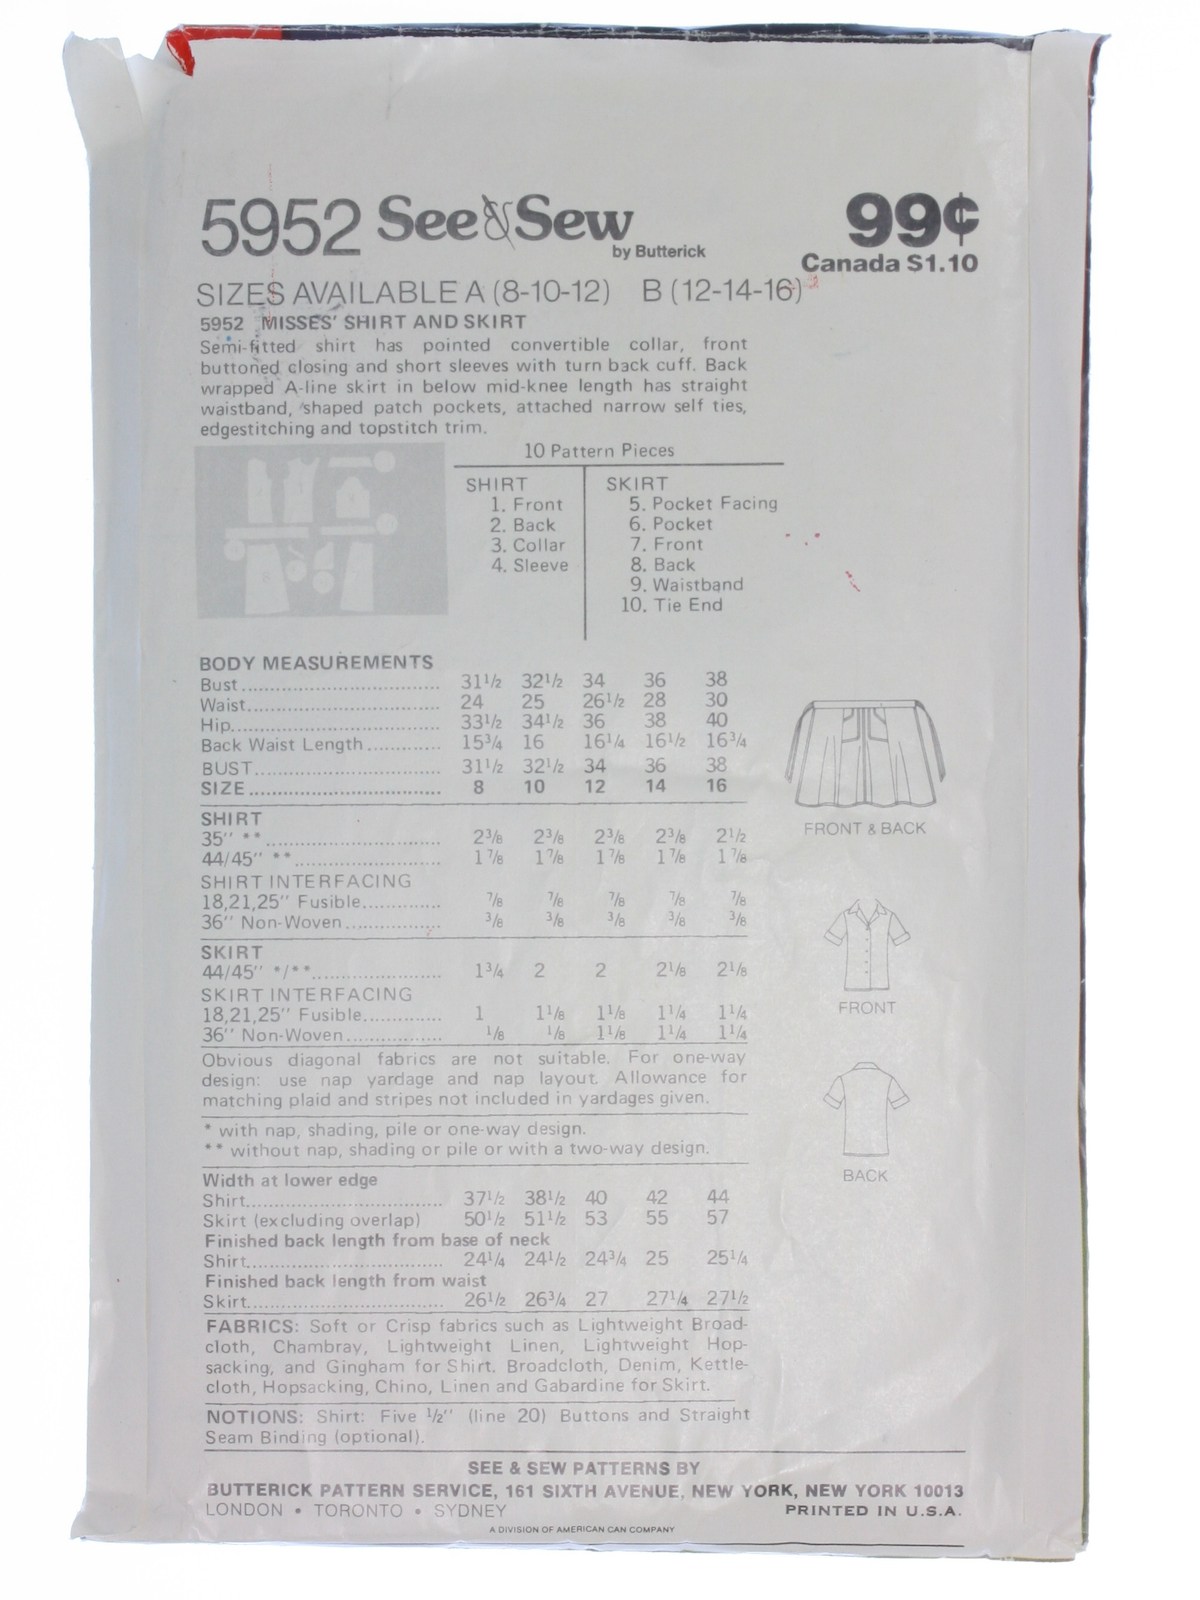 5952 See & Sew
by Butterick
99¢
Canada $1.10
SIZES AVAILABLE A (8-10-12) B (12-14-16)
5952 MISSES' SHIRT AND SKIRT
Semi-fitted shirt has pointed convertible collar, front
buttoned closing and short sleeves with turn back cuff. Back
wrapped A-line skirt in below mid-knee length has straight
waistband, shaped patch pockets, attached narrow self ties,
edgestitching and topstitch trim.
10 Pattern Pieces
SHIRT
1. Front
2. Back
3. Collar
4. Sleeve
SKIRT
5. Pocket Facing
6. Pocket
7. Front
8. Back
9. Waistband
10. Tie End
BODY MEASUREMENTS
Bust 31½ 32½ 34 36 38
Waist 24 25 26½ 28 30
Hip 33½ 34½ 36 38 40
Back Waist Length 15¾ 16 16¼ 16½ 16¾
BUST 31½ 32½ 34 36 38
SIZE 8 10 12 14 16
SHIRT
35" ** 2⅜ 2⅜ 2⅜ 2⅜ 2½
44/45" ** 1⅞ 1⅞ 1⅞ 1⅞ 1⅞
SHIRT INTERFACING
18,21,25" Fusible ⅞ ⅞ ⅞ ⅞ ⅞
36" Non-Woven ⅜ ⅜ ⅜ ⅜ ⅜
SKIRT
44/45" */** 1¾ 2 2 2⅛ 2⅛
SKIRT INTERFACING
18,21,25" Fusible 1 1⅛ 1⅛ 1¼ 1¼
36" Non-Woven ⅛ ⅛ 1⅛ 1¼ 1¼
Obvious diagonal fabrics are not suitable. For one-way
design: use nap yardage and nap layout. Allowance for
matching plaid and stripes not included in yardages given.
* with nap, shading, pile or one-way design.
** without nap, shading or pile or with a two-way design.
Width at lower edge
Shirt 37½ 38½ 40 42 44
Skirt (excluding overlap) 50½ 51½ 53 55 57
Finished back length from base of neck
Shirt 24¼ 24½ 24¾ 25 25¼
Finished back length from waist
Skirt 26½ 26¾ 27 27¼ 27½
FABRICS: Soft or Crisp fabrics such as Lightweight Broad-
cloth, Chambray, Lightweight Linen, Lightweight Hop-
sacking, and Gingham for Shirt. Broadcloth, Denim, Kettle-
cloth, Hopsacking, Chino, Linen and Gabardine for Skirt.
NOTIONS: Shirt: Five ½" (line 20) Buttons and Straight
Seam Binding (optional).
FRONT & BACK
FRONT
BACK
SEE & SEW PATTERNS BY
BUTTERICK PATTERN SERVICE, 161 SIXTH AVENUE, NEW YORK, NEW YORK 10013
LONDON • TORONTO • SYDNEY
PRINTED IN U.S.A.
A DIVISION OF AMERICAN CAN COMPANY